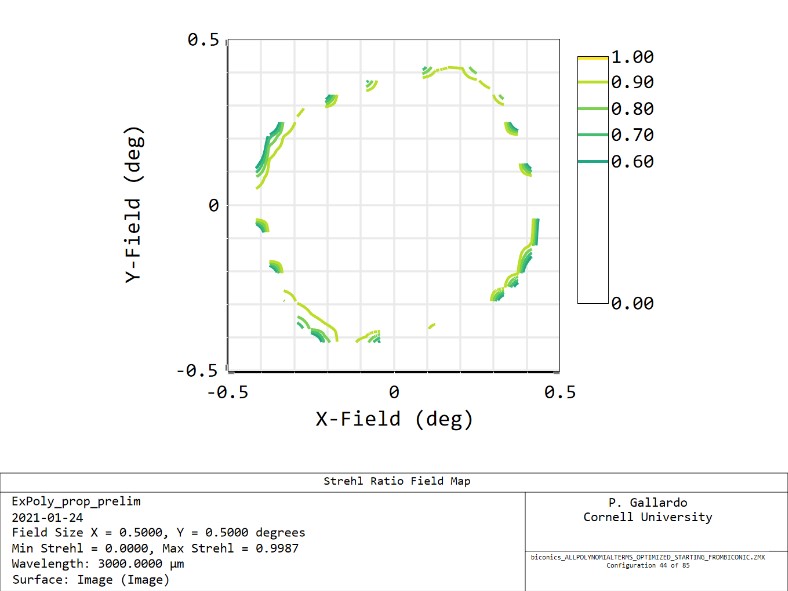 0.5
0
-0.5
Y-Field (deg)
-0.5
0
0.5
X-Field (deg)
1.00
0.90
0.80
0.70
0.60
0.00
Strehl Ratio Field Map
ExPoly_prop_prelim
2021-01-24
Field Size X = 0.5000, Y = 0.5000 degrees
Min Strehl = 0.0000, Max Strehl = 0.9987
Wavelength: 3000.0000 µm
Surface: Image (Image)
P. Gallardo
Cornell University
biconics_ALLPOLYNOMIALTERMS_OPTIMIZED_STARTING_FROMBICONIC.ZMX
Configuration 44 of 85